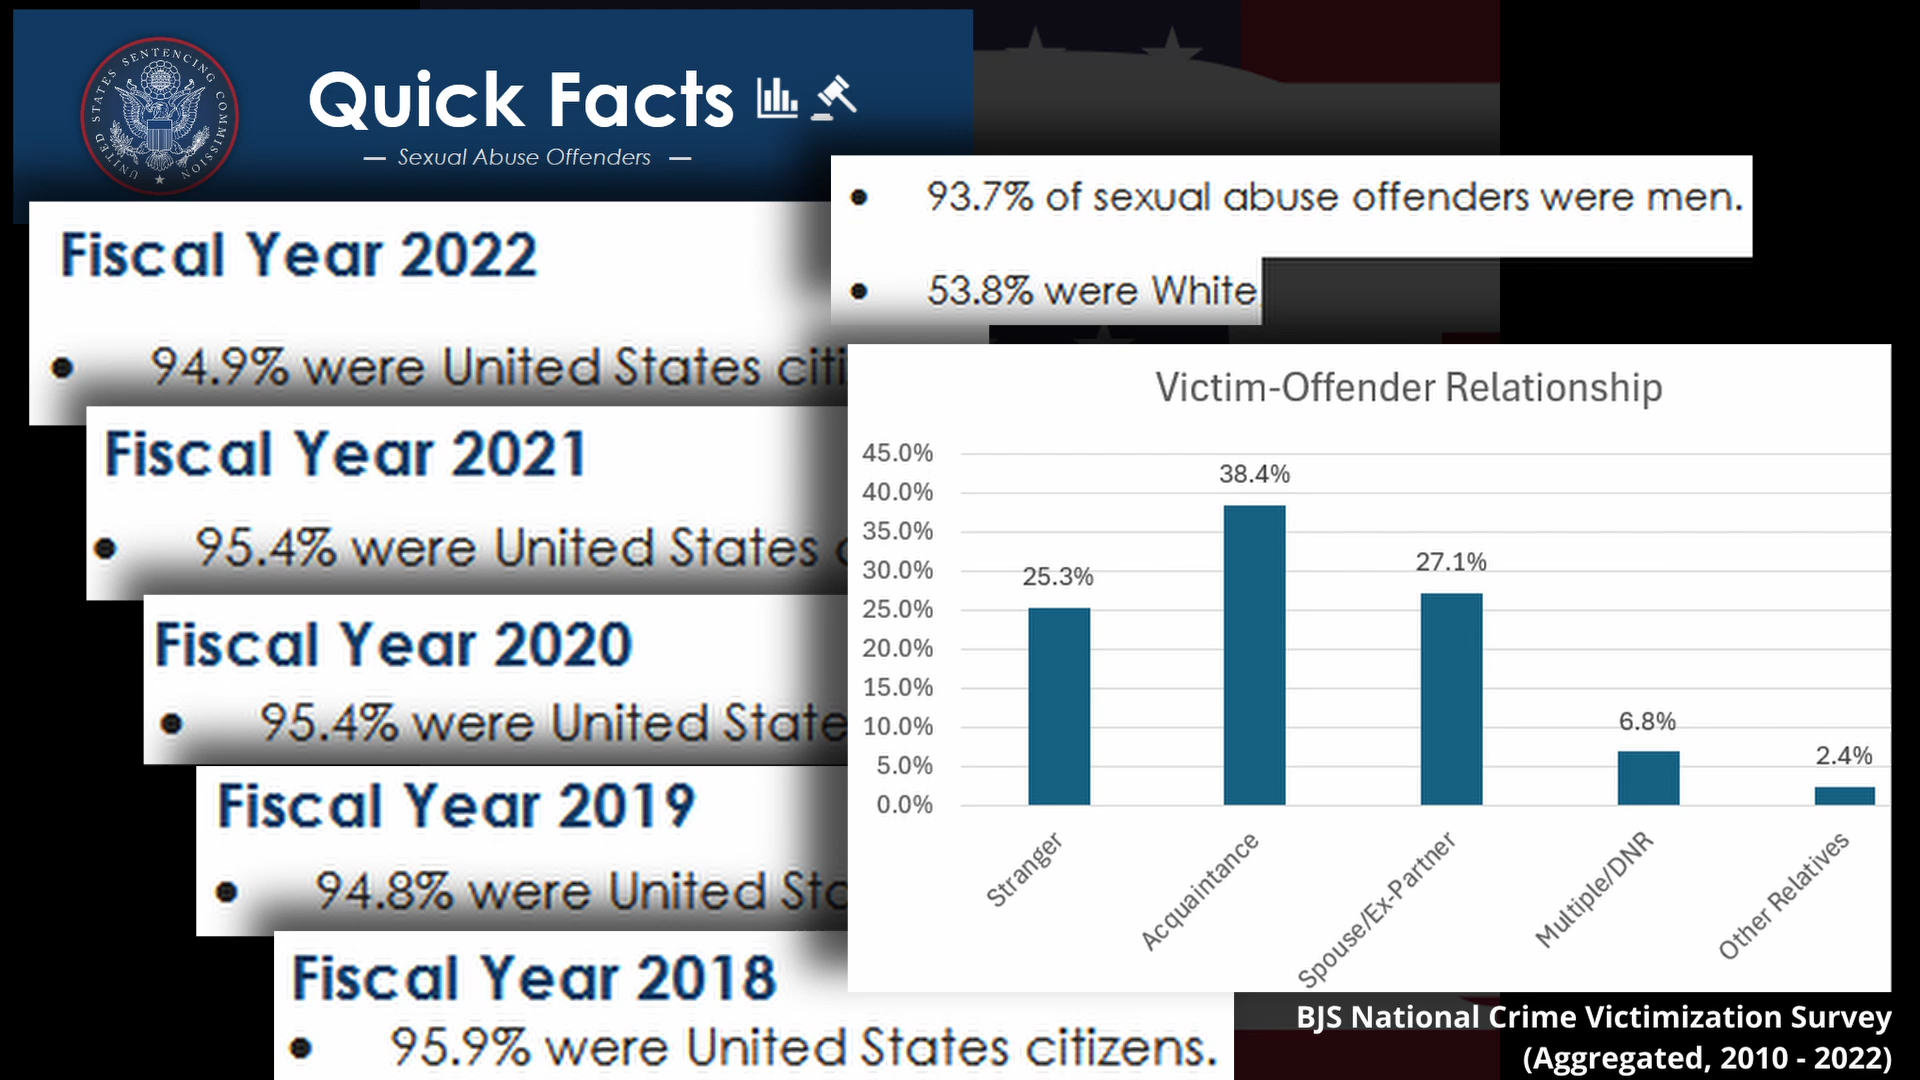 UNITED STATES SENTENCING COMMISSION
Quick Facts
Sexual Abuse Offenders
Fiscal Year 2022
• 94.9% were United States citi
Fiscal Year 2021
• 95.4% were United States
Fiscal Year 2020
• 95.4% were United State
Fiscal Year 2019
• 94.8% were United Sta
Fiscal Year 2018
• 95.9% were United States citizens.
• 93.7% of sexual abuse offenders were men.
• 53.8% were White
Victim-Offender Relationship
45.0%
40.0%
35.0%
30.0%
25.0%
20.0%
15.0%
10.0%
5.0%
0.0%
25.3%
38.4%
27.1%
6.8%
2.4%
Stranger
Acquaintance
Spouse/Ex-Partner
Multiple/DNR
Other Relatives
BJS National Crime Victimization Survey
(Aggregated, 2010 - 2022)